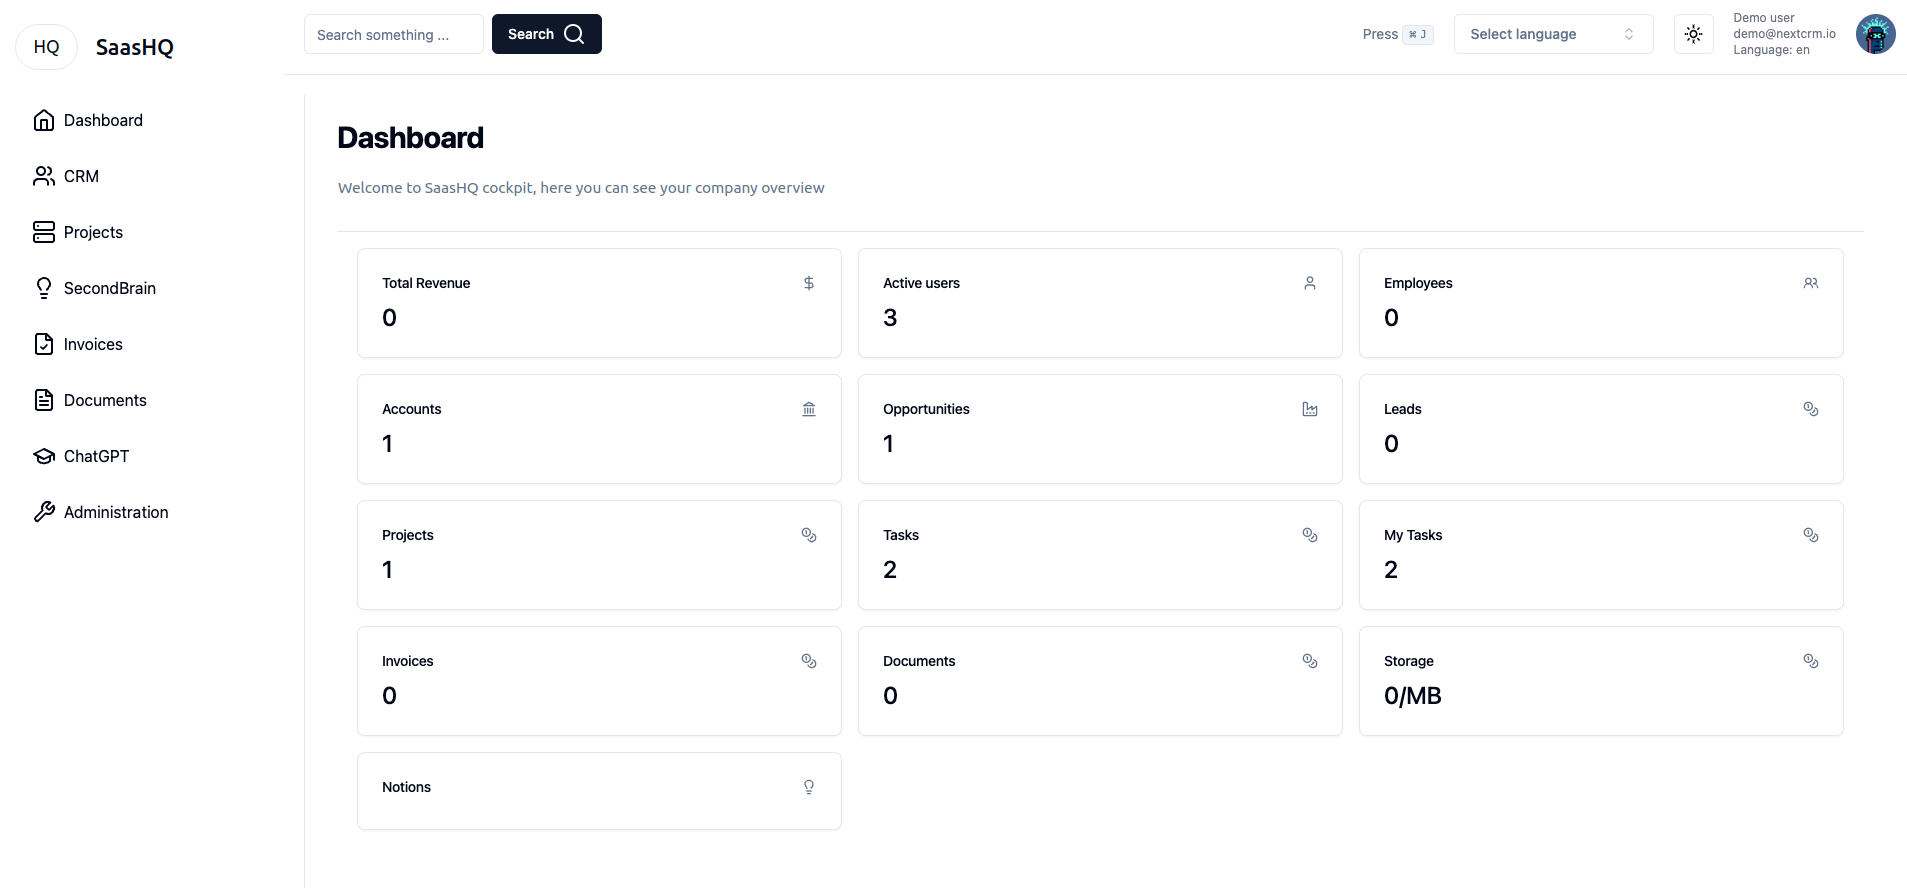 HQ
SaasHQ
Search something ...
Search
Press ⌘ J
Select language
Demo user
demo@nextcrm.io
Language: en
Dashboard
CRM
Projects
SecondBrain
Invoices
Documents
ChatGPT
Administration
Dashboard
Welcome to SaasHQ cockpit, here you can see your company overview
Total Revenue
0
Active users
3
Employees
0
Accounts
1
Opportunities
1
Leads
0
Projects
1
Tasks
2
My Tasks
2
Invoices
0
Documents
0
Storage
0/MB
Notions